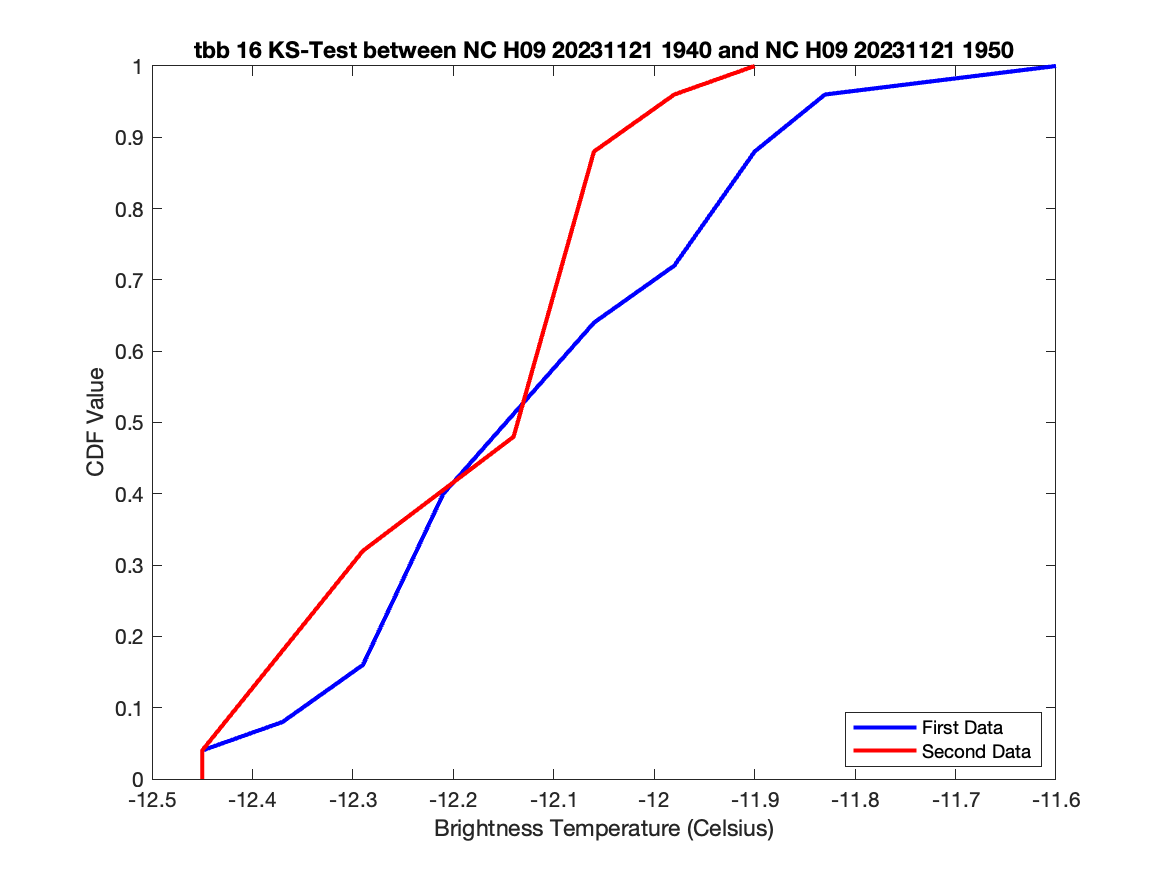 tbb 16 KS-Test between NC H09 20231121 1940 and NC H09 20231121 1950
1
0.9
0.8
0.7
0.6
0.5
0.4
0.3
0.2
0.1
0
CDF Value
First Data
Second Data
-12.5 -12.4 -12.3 -12.2 -12.1 -12 -11.9 -11.8 -11.7 -11.6
Brightness Temperature (Celsius)